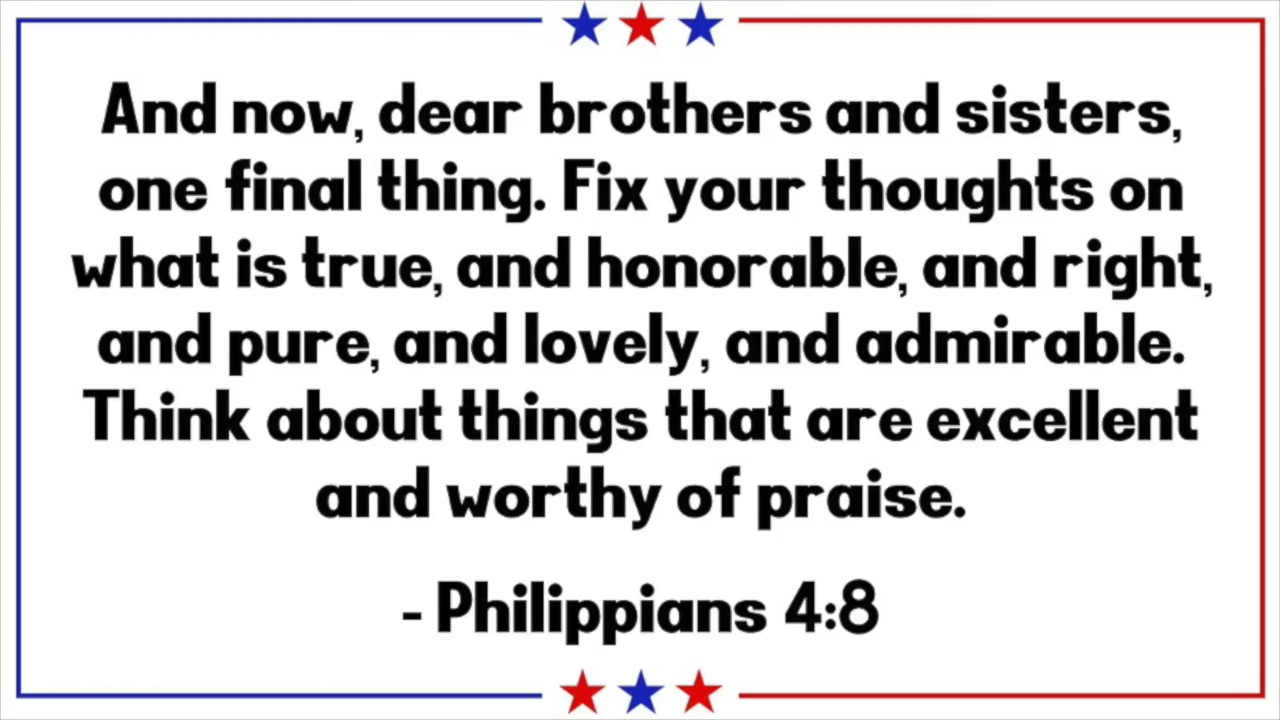 And now, dear brothers and sisters,
one final thing. Fix your thoughts on
what is true, and honorable, and right,
and pure, and lovely, and admirable.
Think about things that are excellent
and worthy of praise.
- Philippians 4:8